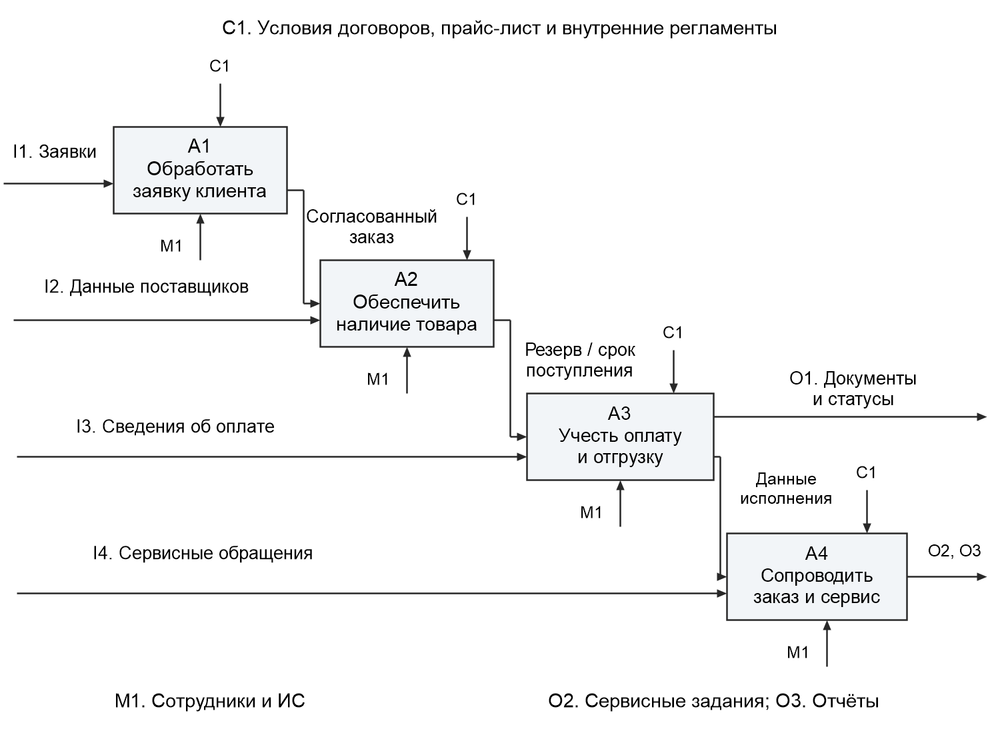 С1. Условия договоров, прайс-лист и внутренние регламенты
С1
I1. Заявки
А1
Обработать
заявку клиента
М1
Согласованный
заказ
С1
I2. Данные поставщиков
А2
Обеспечить
наличие товара
М1
Резерв / срок
поступления
С1
I3. Сведения об оплате
А3
Учесть оплату
и отгрузку
О1. Документы
и статусы
М1
Данные
исполнения
С1
I4. Сервисные обращения
А4
Сопроводить
заказ и сервис
О2, О3
М1
М1. Сотрудники и ИС
О2. Сервисные задания; О3. Отчёты